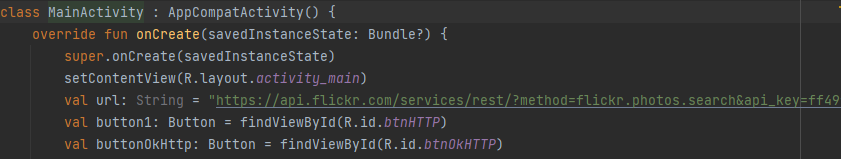 class MainActivity : AppCompatActivity() {
override fun onCreate(savedInstanceState: Bundle?) {
super.onCreate(savedInstanceState)
setContentView(R.layout.activity_main)
val url: String = "https://api.flickr.com/services/rest/?method=flickr.photos.search&api_key=ff49
val button1: Button = findViewById(R.id.btnHTTP)
val buttonOkHttp: Button = findViewById(R.id.btnOkHTTP)